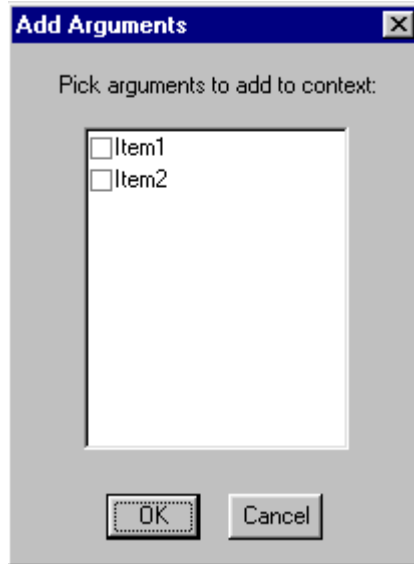 Add Arguments
Pick arguments to add to context:
Item1
Item2
OK
Cancel